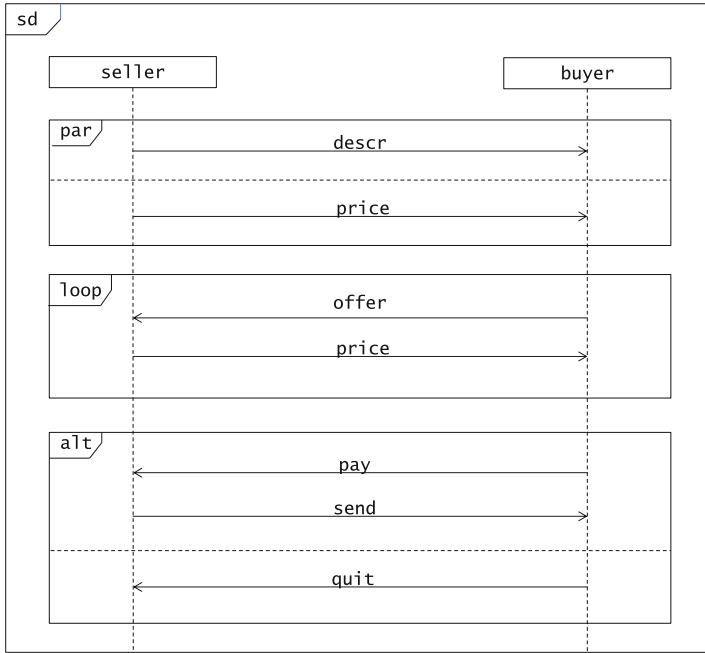 sd
seller
buyer
par
descr
price
loop
offer
price
alt
pay
send
quit